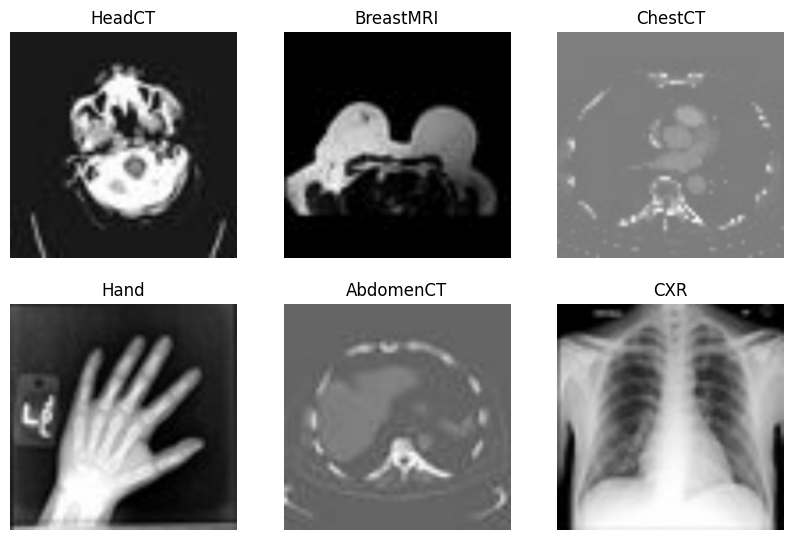 HeadCT
BreastMRI
ChestCT
Hand
AbdomenCT
CXR